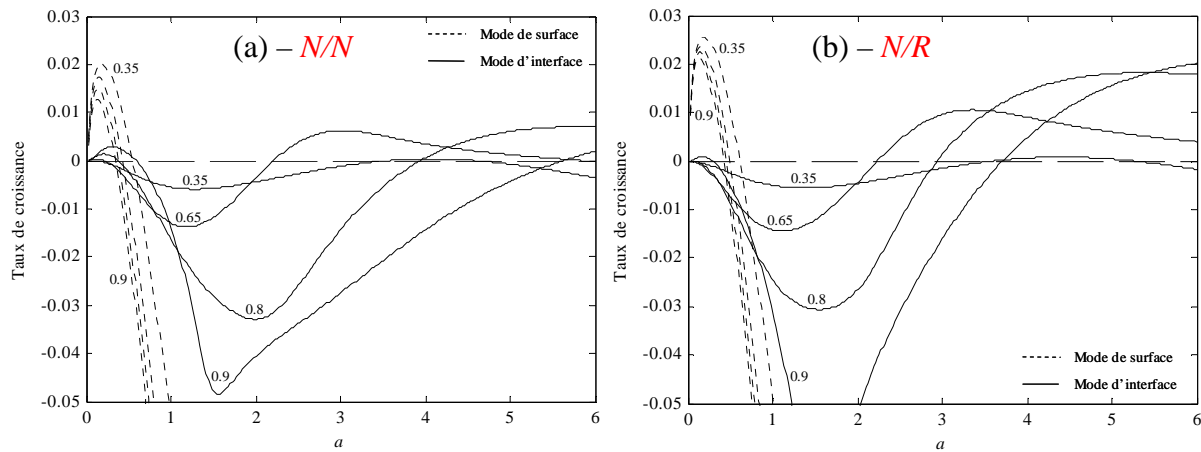 (a) – N/N
Mode de surface
Mode d'interface
Taux de croissance
0.03
0.02
0.01
0
-0.01
-0.02
-0.03
-0.04
-0.05
0.35
0.35
0.65
0.8
0.9
0.9
0 1 2 3 4 5 6
a
(b) – N/R
Mode de surface
Mode d'interface
Taux de croissance
0.03
0.02
0.01
0
-0.01
-0.02
-0.03
-0.04
-0.05
0.35
0.9
0.35
0.65
0.8
0.9
0 1 2 3 4 5 6
a